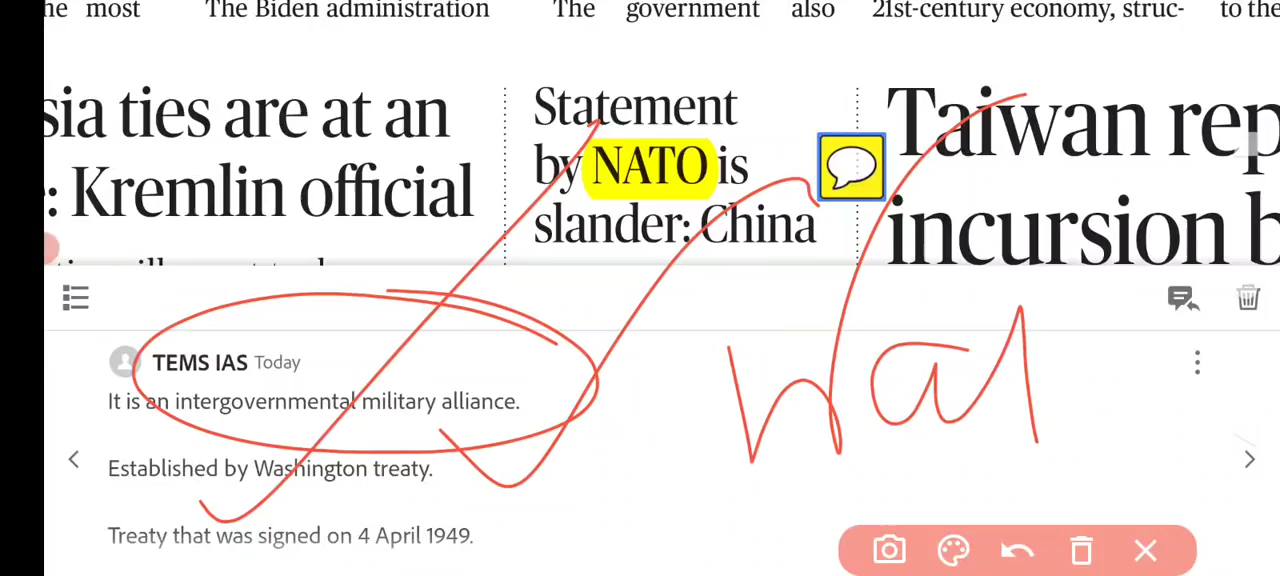 he most
The Biden administration
The government also
21st-century economy, struc-
to the
sia ties are at an
: Kremlin official
Statement
by NATO is
slander: China
Taiwan rep
incursion b
TEMS IAS Today
It is an intergovernmental military alliance.
Established by Washington treaty.
Treaty that was signed on 4 April 1949.